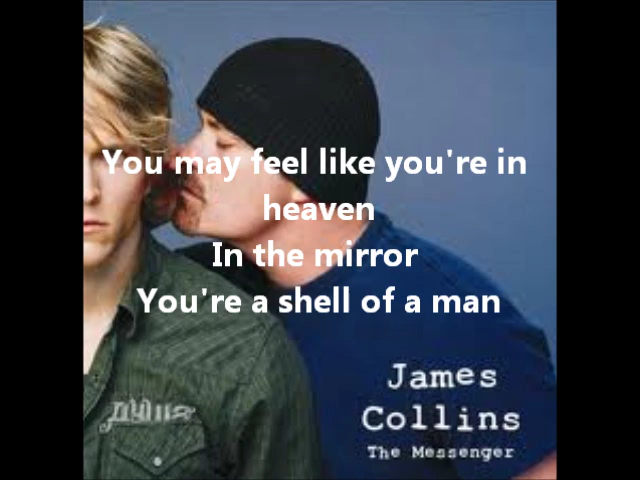 You may feel like you're in
heaven
In the mirror
You're a shell of a man
James
Collins
The Messenger